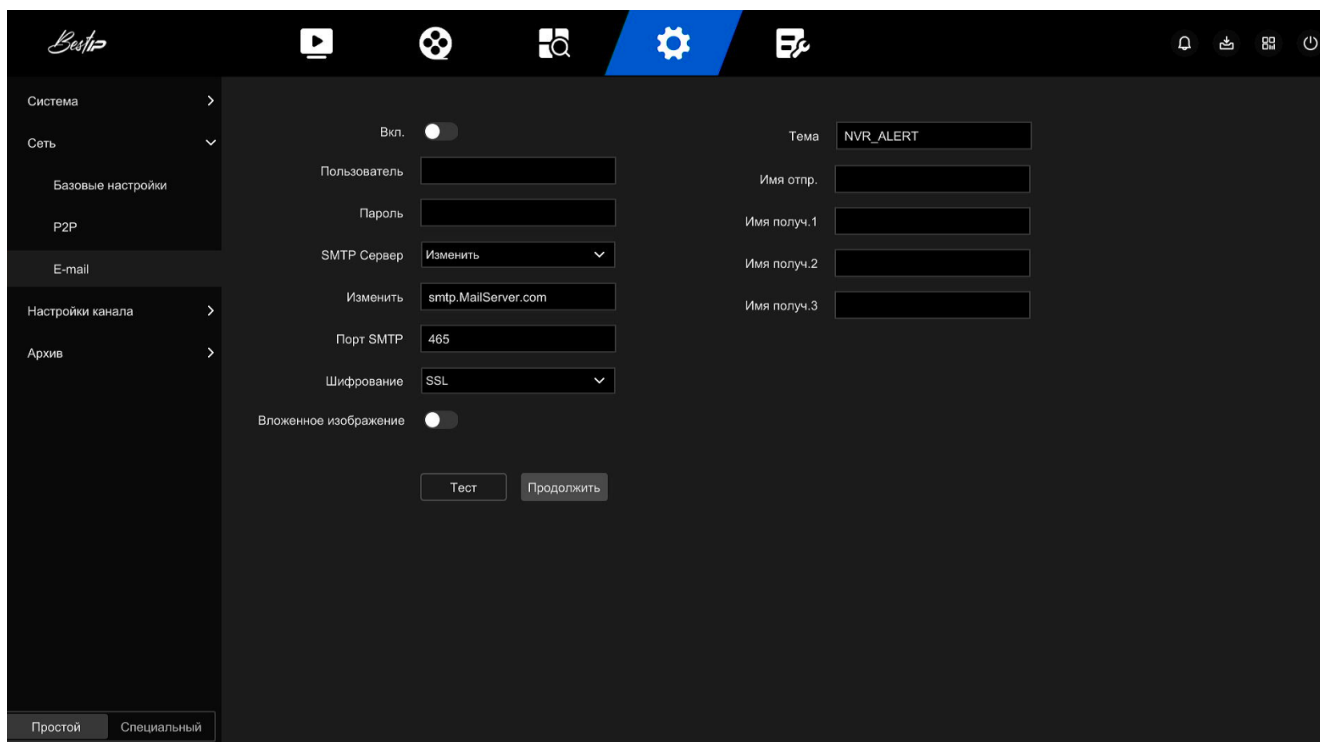 BestIP
Система
Сеть
Базовые настройки
P2P
E-mail
Настройки канала
Архив
Вкл.
Пользователь
Пароль
SMTP Сервер Изменить
Изменить smtp.MailServer.com
Порт SMTP 465
Шифрование SSL
Вложенное изображение
Тест Продолжить
Тема NVR_ALERT
Имя отпр.
Имя получ.1
Имя получ.2
Имя получ.3
Простой Специальный